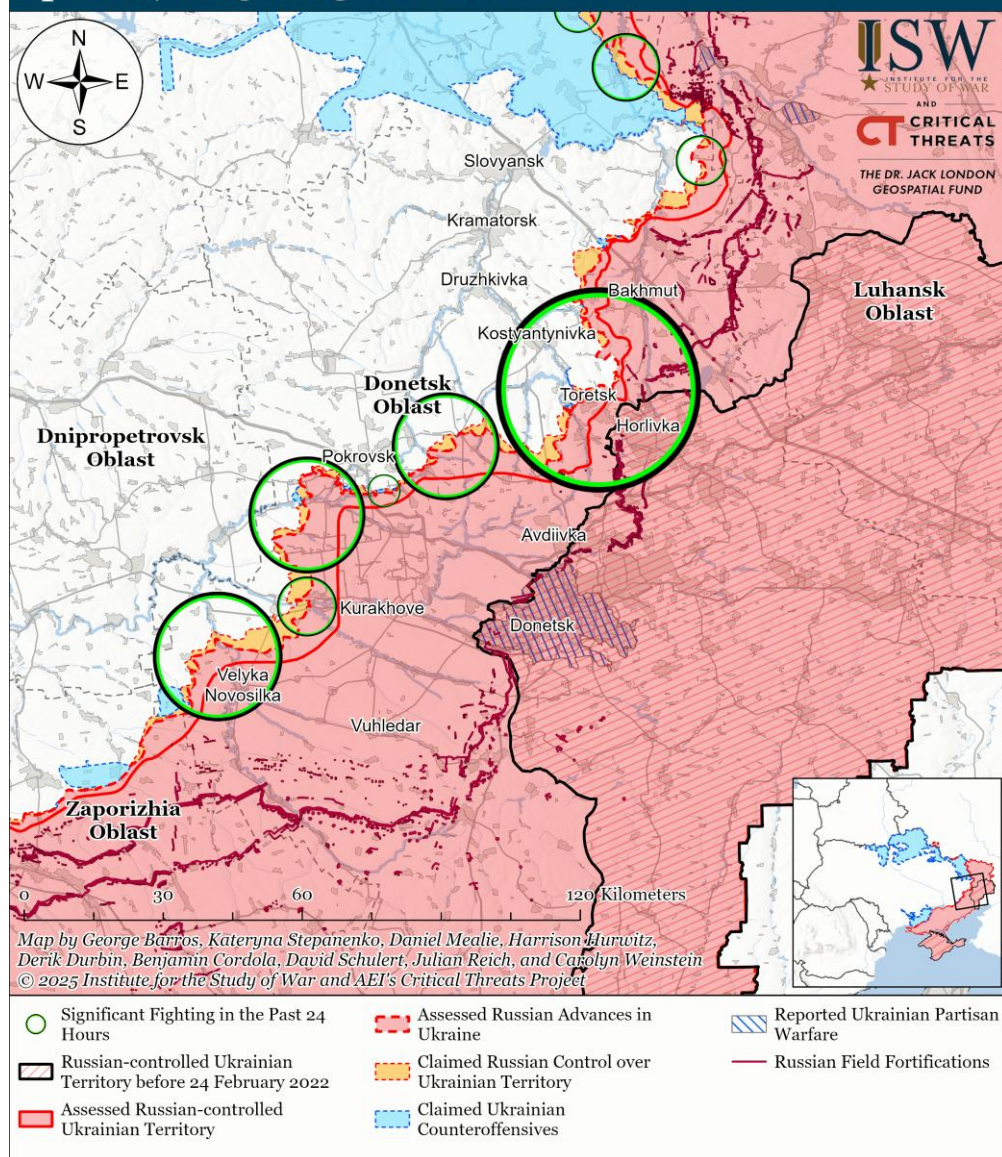 N
W E
S
ISW
INSTITUTE FOR THE
STUDY OF WAR
AND
CT CRITICAL
THREATS
THE DR. JACK LONDON
GEOSPATIAL FUND
Slovyansk
Kramatorsk
Druzhkivka
Bakhmut
Luhansk
Oblast
Kostyantynivka
Donetsk
Oblast
Toretsk
Horlivka
Dnipropetrovsk
Oblast
Pokrovsk
Avdiivka
Kurakhove
Donetsk
Velyka
Novosilka
Vuhledar
Zaporizhia
Oblast
0 30 60 120 Kilometers
Map by George Barros, Kateryna Stepanenko, Daniel Mealie, Harrison Hurwitz,
Derik Durbin, Benjamin Cordola, David Schulert, Julian Reich, and Carolyn Weinstein
© 2025 Institute for the Study of War and AEI's Critical Threats Project
Significant Fighting in the Past 24
Hours
Russian-controlled Ukrainian
Territory before 24 February 2022
Assessed Russian-controlled
Ukrainian Territory
Assessed Russian Advances in
Ukraine
Claimed Russian Control over
Ukrainian Territory
Claimed Ukrainian
Counteroffensives
Reported Ukrainian Partisan
Warfare
Russian Field Fortifications